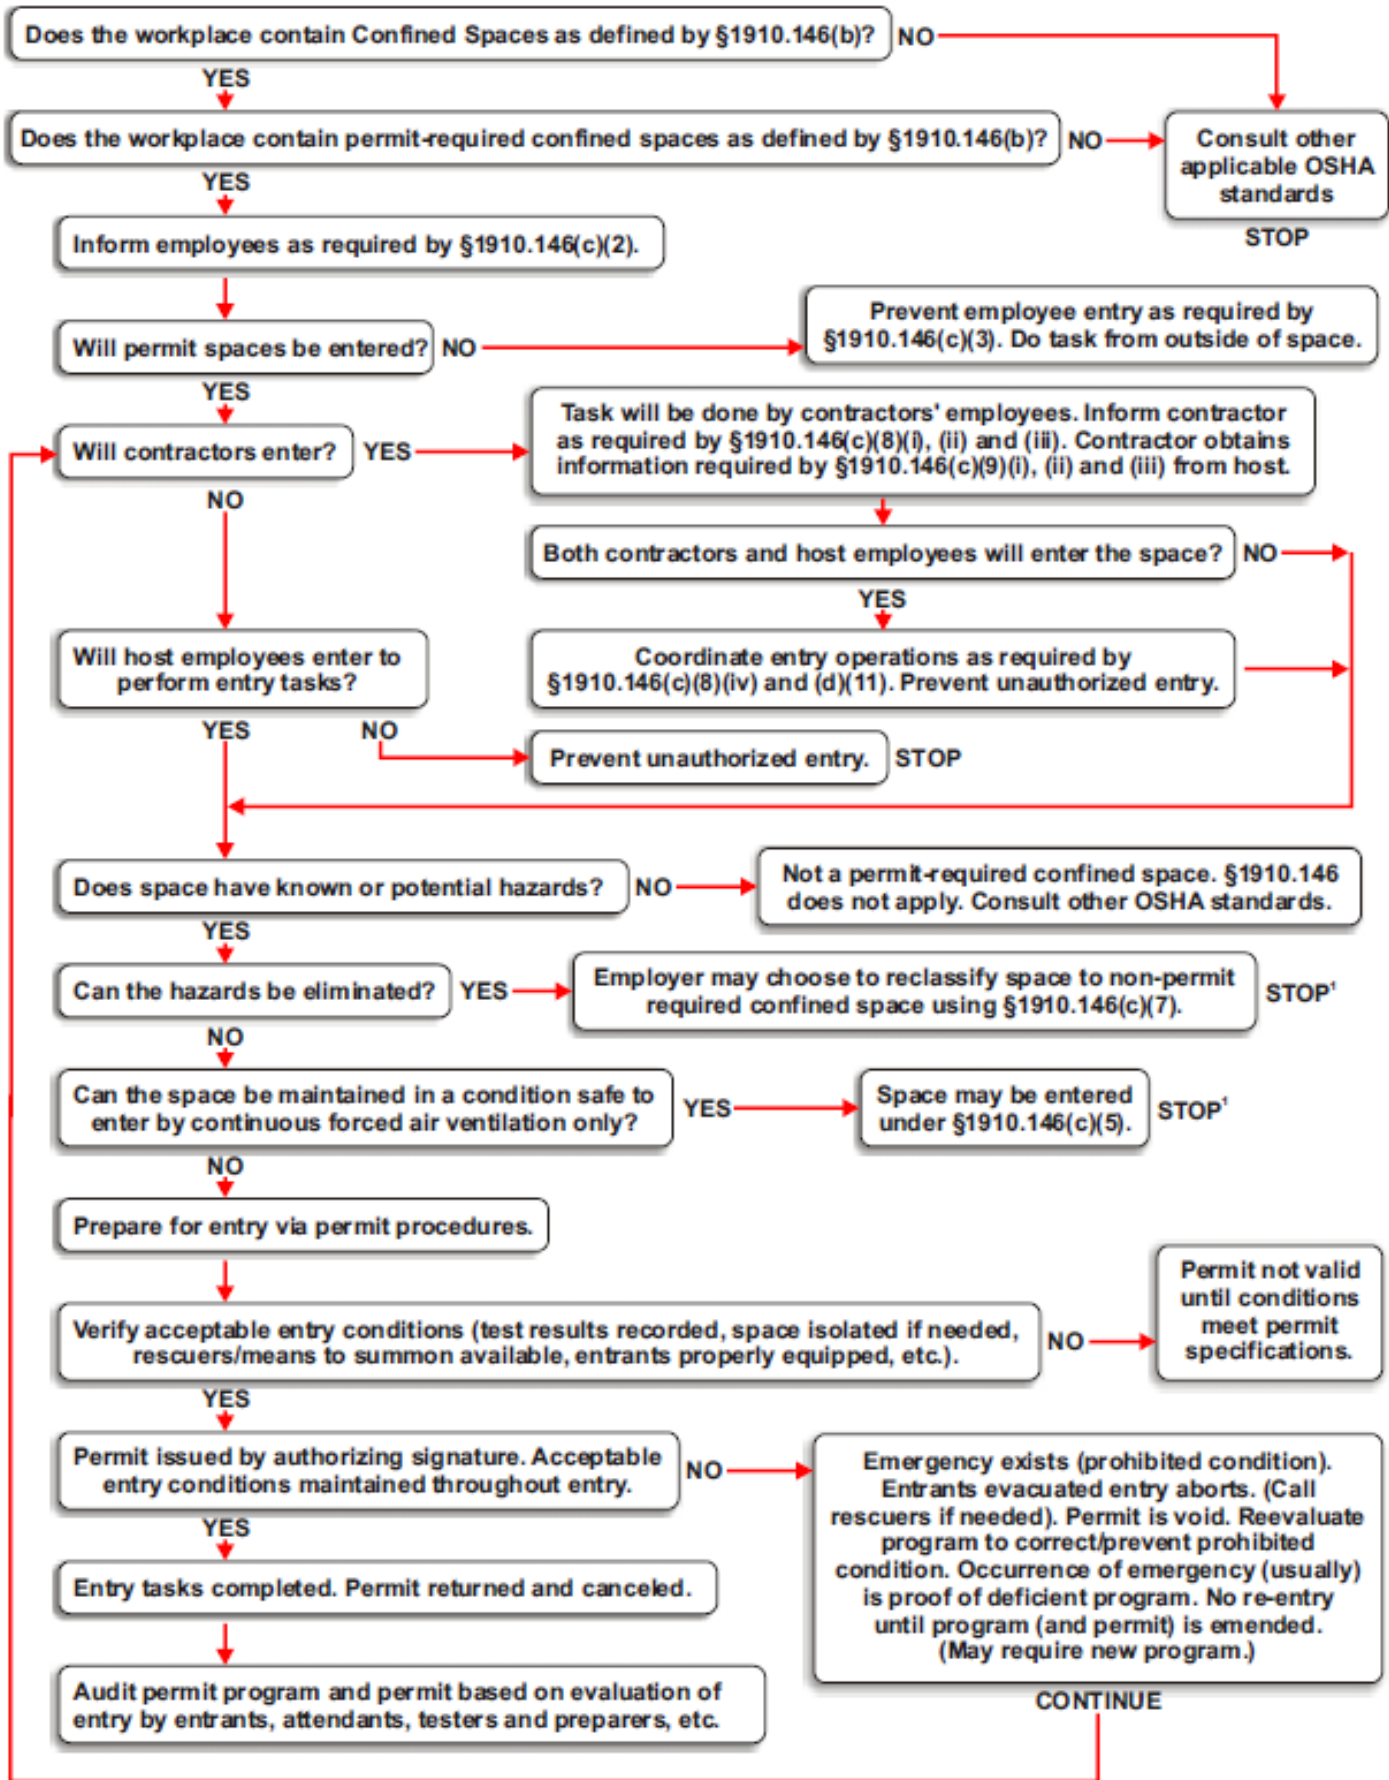 Does the workplace contain Confined Spaces as defined by §1910.146(b)?
NO
YES
Does the workplace contain permit-required confined spaces as defined by §1910.146(b)?
NO
Consult other
applicable OSHA
standards
STOP
YES
Inform employees as required by §1910.146(c)(2).
Will permit spaces be entered?
NO
Prevent employee entry as required by
§1910.146(c)(3). Do task from outside of space.
YES
Will contractors enter?
YES
Task will be done by contractors' employees. Inform contractor
as required by §1910.146(c)(8)(i), (ii) and (iii). Contractor obtains
information required by §1910.146(c)(9)(i), (ii) and (iii) from host.
NO
Both contractors and host employees will enter the space?
NO
YES
Coordinate entry operations as required by
§1910.146(c)(8)(iv) and (d)(11). Prevent unauthorized entry.
Will host employees enter to
perform entry tasks?
YES
NO
Prevent unauthorized entry.
STOP
Does space have known or potential hazards?
NO
Not a permit-required confined space. §1910.146
does not apply. Consult other OSHA standards.
YES
Can the hazards be eliminated?
YES
Employer may choose to reclassify space to non-permit
required confined space using §1910.146(c)(7).
STOP¹
NO
Can the space be maintained in a condition safe to
enter by continuous forced air ventilation only?
YES
Space may be entered
under §1910.146(c)(5).
STOP¹
NO
Prepare for entry via permit procedures.
Verify acceptable entry conditions (test results recorded, space isolated if needed,
rescuers/means to summon available, entrants properly equipped, etc.).
NO
Permit not valid
until conditions
meet permit
specifications.
YES
Permit issued by authorizing signature. Acceptable
entry conditions maintained throughout entry.
NO
Emergency exists (prohibited condition).
Entrants evacuated entry aborts. (Call
rescuers if needed). Permit is void. Reevaluate
program to correct/prevent prohibited
condition. Occurrence of emergency (usually)
is proof of deficient program. No re-entry
until program (and permit) is emended.
(May require new program.)
CONTINUE
YES
Entry tasks completed. Permit returned and canceled.
Audit permit program and permit based on evaluation of
entry by entrants, attendants, testers and preparers, etc.